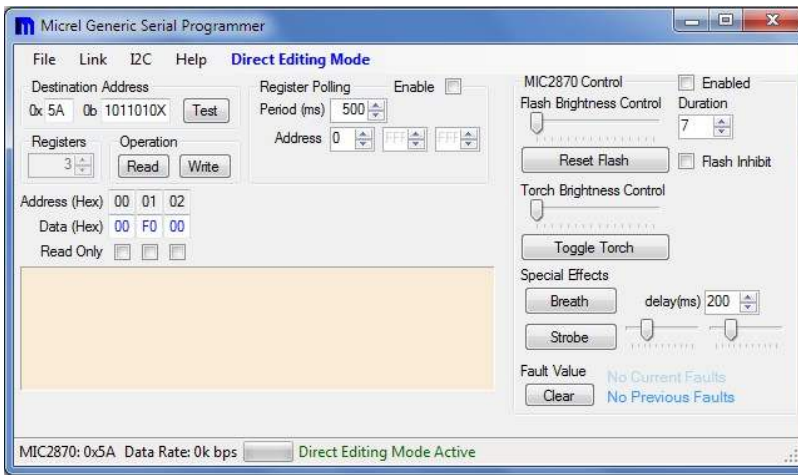 Micrel Generic Serial Programmer
File Link I2C Help Direct Editing Mode
Destination Address
0x 5A 0b 1011010X Test
Registers
3
Operation
Read Write
Register Polling Enable
Period (ms) 500
Address 0 FFF FFF
Address (Hex) 00 01 02
Data (Hex) 00 F0 00
Read Only
MIC2870 Control Enabled
Flash Brightness Control Duration
7
Reset Flash Flash Inhibit
Torch Brightness Control
Toggle Torch
Special Effects
Breath delay(ms) 200
Strobe
Fault Value No Current Faults
Clear No Previous Faults
MIC2870: 0x5A Data Rate: 0k bps Direct Editing Mode Active